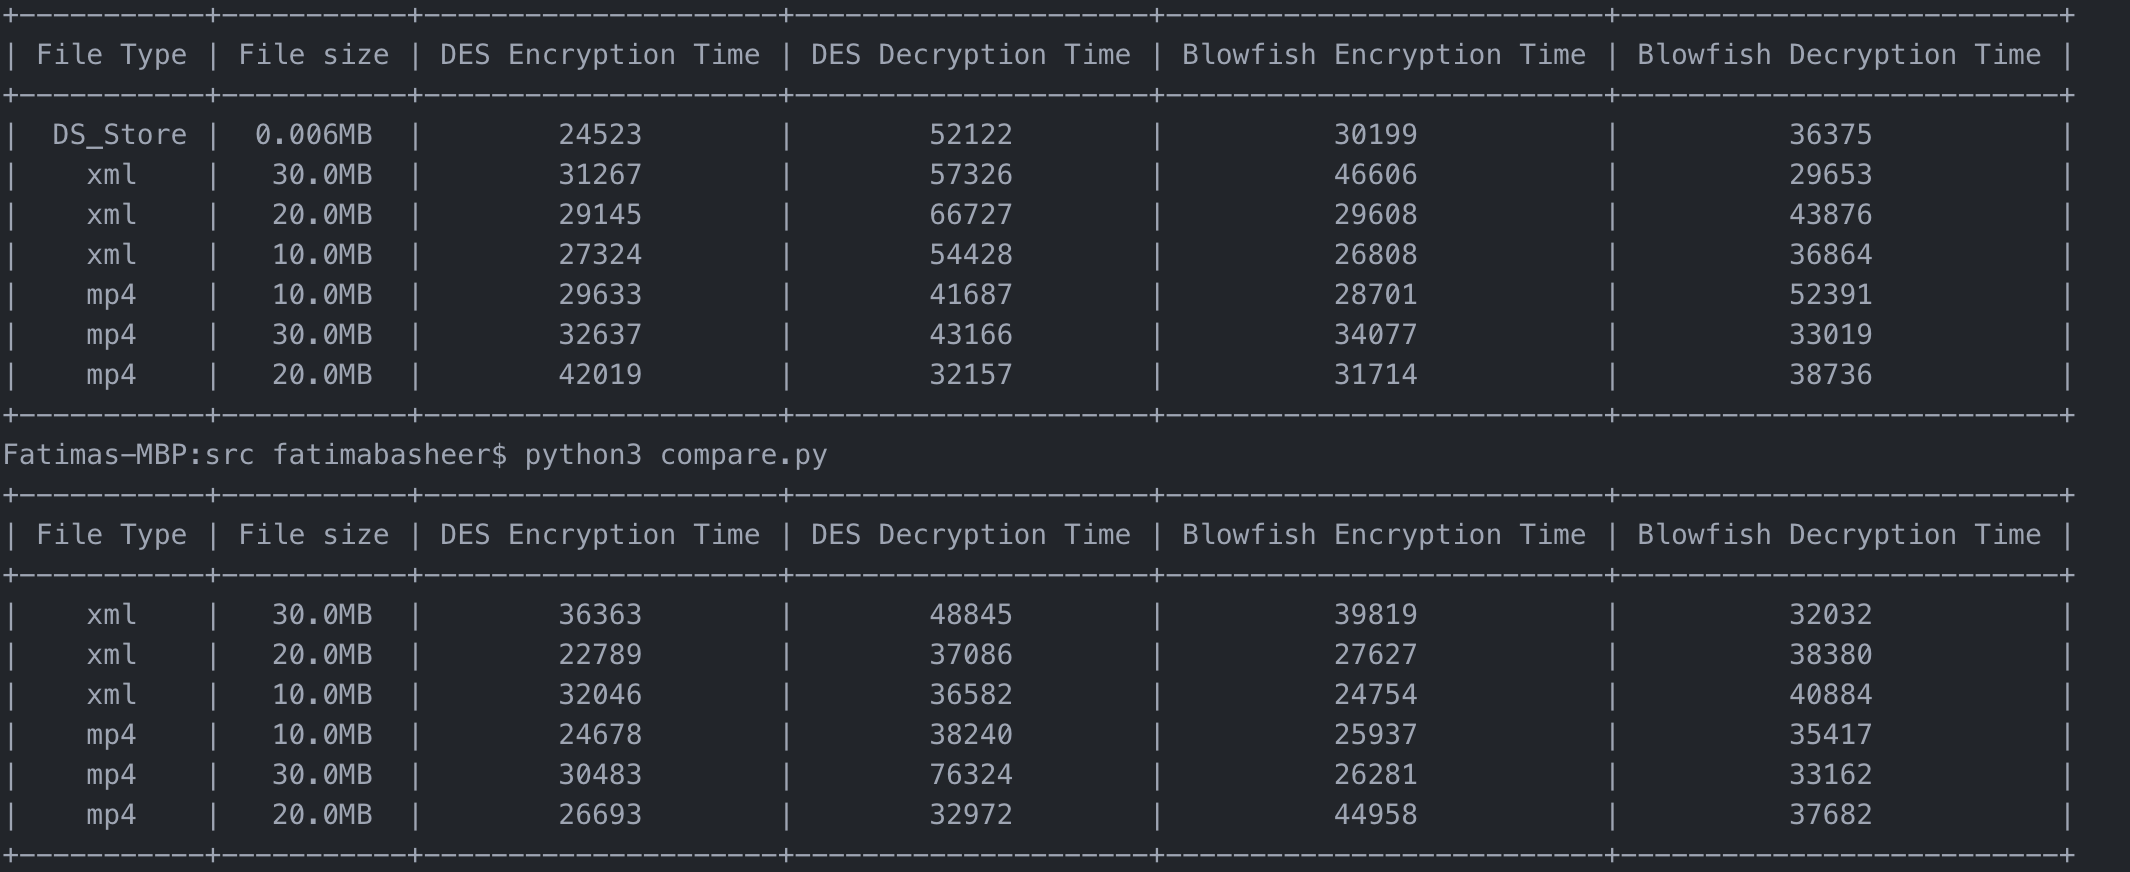 +-----------+-----------+---------------------+---------------------+--------------------------+--------------------------+
| File Type | File size | DES Encryption Time | DES Decryption Time | Blowfish Encryption Time | Blowfish Decryption Time |
+-----------+-----------+---------------------+---------------------+--------------------------+--------------------------+
|  DS_Store |  0.006MB  |        24523        |        52122        |          30199           |          36375           |
|    xml    |   30.0MB  |        31267        |        57326        |          46606           |          29653           |
|    xml    |   20.0MB  |        29145        |        66727        |          29608           |          43876           |
|    xml    |   10.0MB  |        27324        |        54428        |          26808           |          36864           |
|    mp4    |   10.0MB  |        29633        |        41687        |          28701           |          52391           |
|    mp4    |   30.0MB  |        32637        |        43166        |          34077           |          33019           |
|    mp4    |   20.0MB  |        42019        |        32157        |          31714           |          38736           |
+-----------+-----------+---------------------+---------------------+--------------------------+--------------------------+
Fatimas-MBP:src fatimabasheer$ python3 compare.py
+-----------+-----------+---------------------+---------------------+--------------------------+--------------------------+
| File Type | File size | DES Encryption Time | DES Decryption Time | Blowfish Encryption Time | Blowfish Decryption Time |
+-----------+-----------+---------------------+---------------------+--------------------------+--------------------------+
|    xml    |   30.0MB  |        36363        |        48845        |          39819           |          32032           |
|    xml    |   20.0MB  |        22789        |        37086        |          27627           |          38380           |
|    xml    |   10.0MB  |        32046        |        36582        |          24754           |          40884           |
|    mp4    |   10.0MB  |        24678        |        38240        |          25937           |          35417           |
|    mp4    |   30.0MB  |        30483        |        76324        |          26281           |          33162           |
|    mp4    |   20.0MB  |        26693        |        32972        |          44958           |          37682           |
+-----------+-----------+---------------------+---------------------+--------------------------+--------------------------+